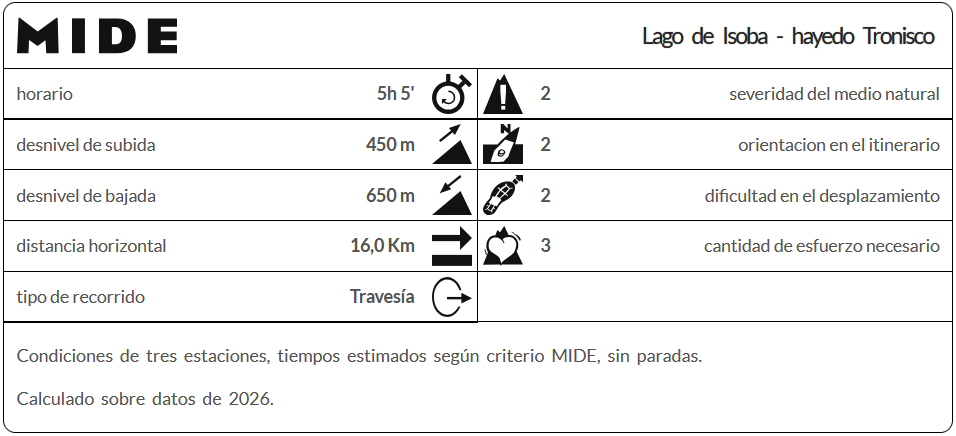 MIDE
Lago de Isoba - hayedo Tronisco
horario 5h 5' 2 severidad del medio natural
desnivel de subida 450 m N 2 orientacion en el itinerario
desnivel de bajada 650 m 2 dificultad en el desplazamiento
distancia horizontal 16,0 Km 3 cantidad de esfuerzo necesario
tipo de recorrido Travesía
Condiciones de tres estaciones, tiempos estimados según criterio MIDE, sin paradas.
Calculado sobre datos de 2026.